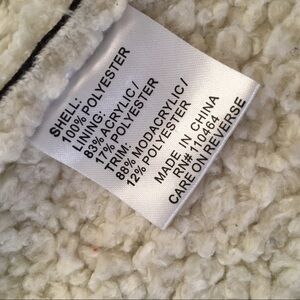 SHELL:
100% POLYESTER
LINING:
83% ACRYLIC /
17% POLYESTER
TRIM:
88% MODACRYLIC /
12% POLYESTER
MADE IN CHINA
RN# 110464
CARE ON REVERSE